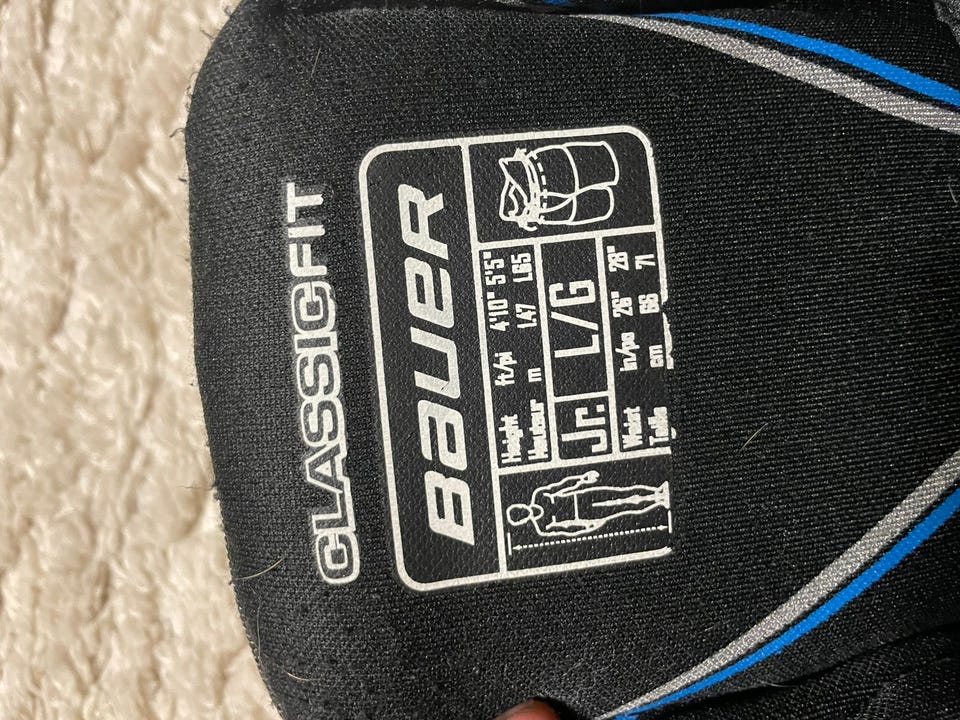 CLASSICFIT
BAUER
Height ft/pi 4'10" 5'5"
Hauteur m 1.47 1.65
Jr. L/G
Waist in/po 26" 28"
Taille cm 66 71